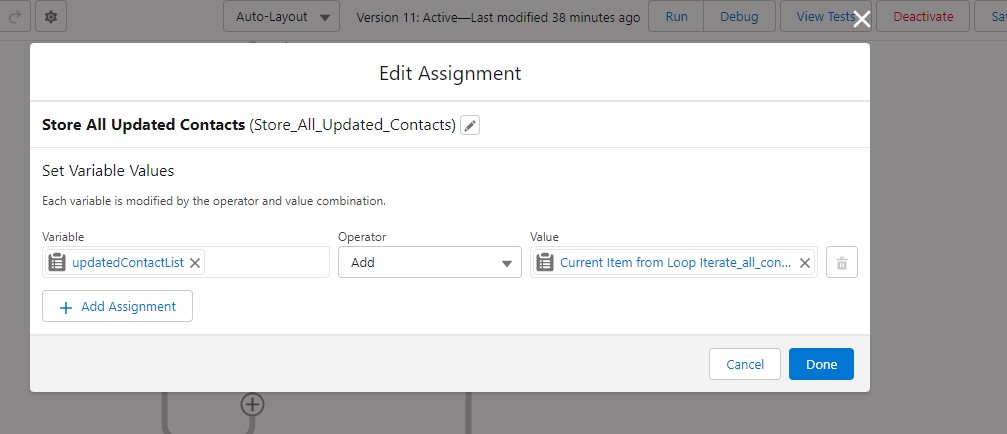 Auto-Layout Version 11: Active—Last modified 38 minutes ago Run Debug View Tests Deactivate
Edit Assignment
Store All Updated Contacts (Store_All_Updated_Contacts)
Set Variable Values
Each variable is modified by the operator and value combination.
Variable Operator Value
updatedContactList Add Current Item from Loop Iterate_all_con...
+ Add Assignment
Cancel Done